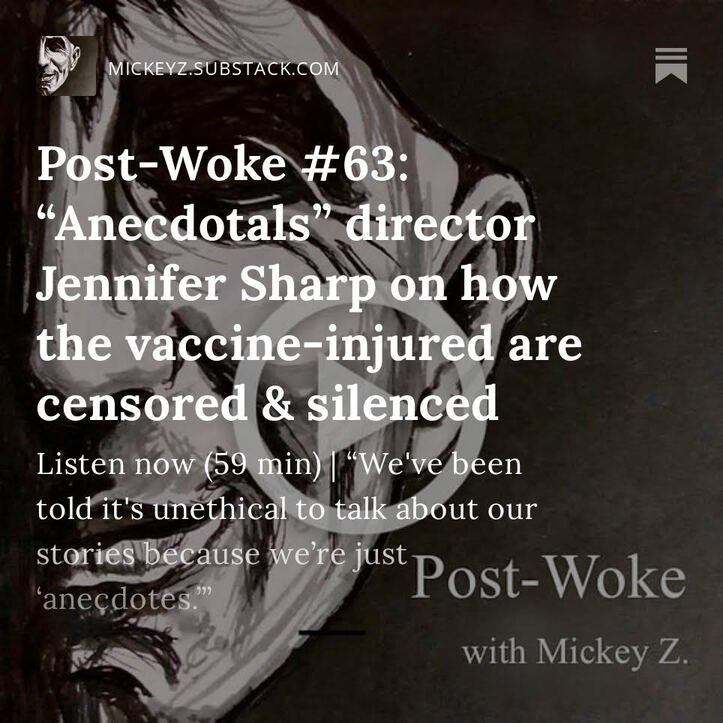 MICKEYZ.SUBSTACK.COM
Post-Woke #63:
“Anecdotals” director
Jennifer Sharp on how
the vaccine-injured are
censored & silenced
Listen now (59 min) | “We've been
told it's unethical to talk about our
stories because we’re just
‘anecdotes.’”
Post-Woke
with Mickey Z.